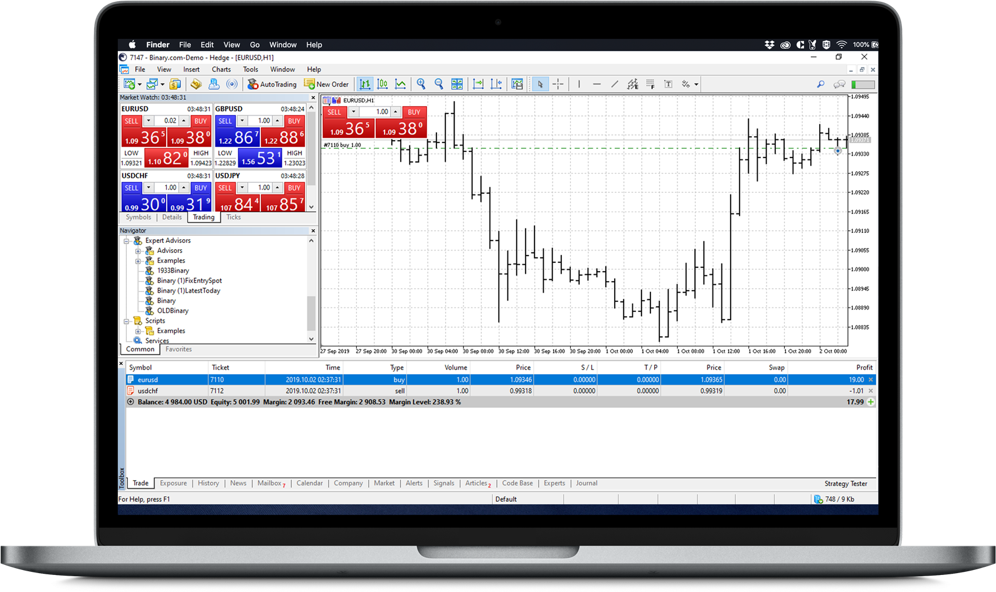 Finder File Edit View Go Window Help 100%
7147 - Binary.com-Demo - Hedge - [EURUSD,H1]
File View Insert Charts Tools Window Help
AutoTrading New Order
Market Watch: 03:48:31
EURUSD 03:48:31 GBPUSD 03:48:24
SELL 0.02 BUY SELL 1.00 BUY
1.09 36 5 1.09 38 0 1.22 86 7 1.22 88 6
LOW HIGH LOW HIGH
1.09321 1.10 82 0 1.09423 1.22829 1.56 53 1 1.23023
USDCHF 03:48:31 USDJPY 03:48:28
SELL 1.00 BUY SELL 1.00 BUY
0.99 30 0 0.99 31 9 107 84 4 107 85 7
Symbols Details Trading Ticks
Navigator
Expert Advisors
Advisors
Examples
1933Binary
Binary (1)FixEntrySpot
Binary (1)LatestToday
Binary
OLDBinary
Scripts
Examples
Services
Common Favorites
EURUSD,H1
SELL 1.00 BUY
1.09 36 5 1.09 38 0
#7110 buy 1.00
1.09495
1.09440
1.09385
1.09330
1.09220
1.09165
1.09110
1.09055
1.09000
1.08945
1.08890
1.08835
27 Sep 2019 27 Sep 20:00 30 Sep 00:00 30 Sep 04:00 30 Sep 08:00 30 Sep 12:00 30 Sep 16:00 30 Sep 20:00 1 Oct 00:00 1 Oct 04:00 1 Oct 08:00 1 Oct 12:00 1 Oct 16:00 1 Oct 20:00 2 Oct 00:00
Symbol Ticket Time Type Volume Price S / L T / P Price Swap Profit
eurusd 7110 2019.10.02 02:37:31 buy 1.00 1.09346 0.00000 0.00000 1.09365 0.00 19.00
usdchf 7112 2019.10.02 02:37:31 sell 1.00 0.99318 0.00000 0.00000 0.99319 0.00 -1.01
Balance: 4 984.00 USD Equity: 5 001.99 Margin: 2 093.46 Free Margin: 2 908.53 Margin Level: 238.93 % 17.99
Toolbox
Trade Exposure History News Mailbox 7 Calendar Company Market Alerts Signals Articles 2 Code Base Experts Journal Strategy Tester
For Help, press F1 Default 748 / 9 Kb